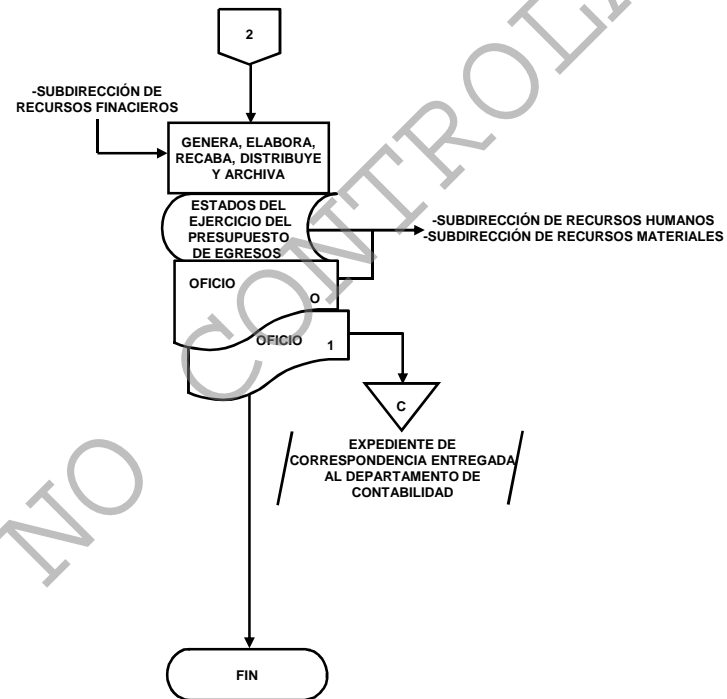 2
-SUBDIRECCIÓN DE
RECURSOS FINACIEROS
GENERA, ELABORA,
RECABA, DISTRIBUYE
Y ARCHIVA
ESTADOS DEL
EJERCICIO DEL
PRESUPUESTO
DE EGRESOS
-SUBDIRECCIÓN DE RECURSOS HUMANOS
-SUBDIRECCIÓN DE RECURSOS MATERIALES
OFICIO
O
OFICIO
1
C
EXPEDIENTE DE
CORRESPONDENCIA ENTREGADA
AL DEPARTAMENTO DE
CONTABILIDAD
FIN
NO CONTROLA